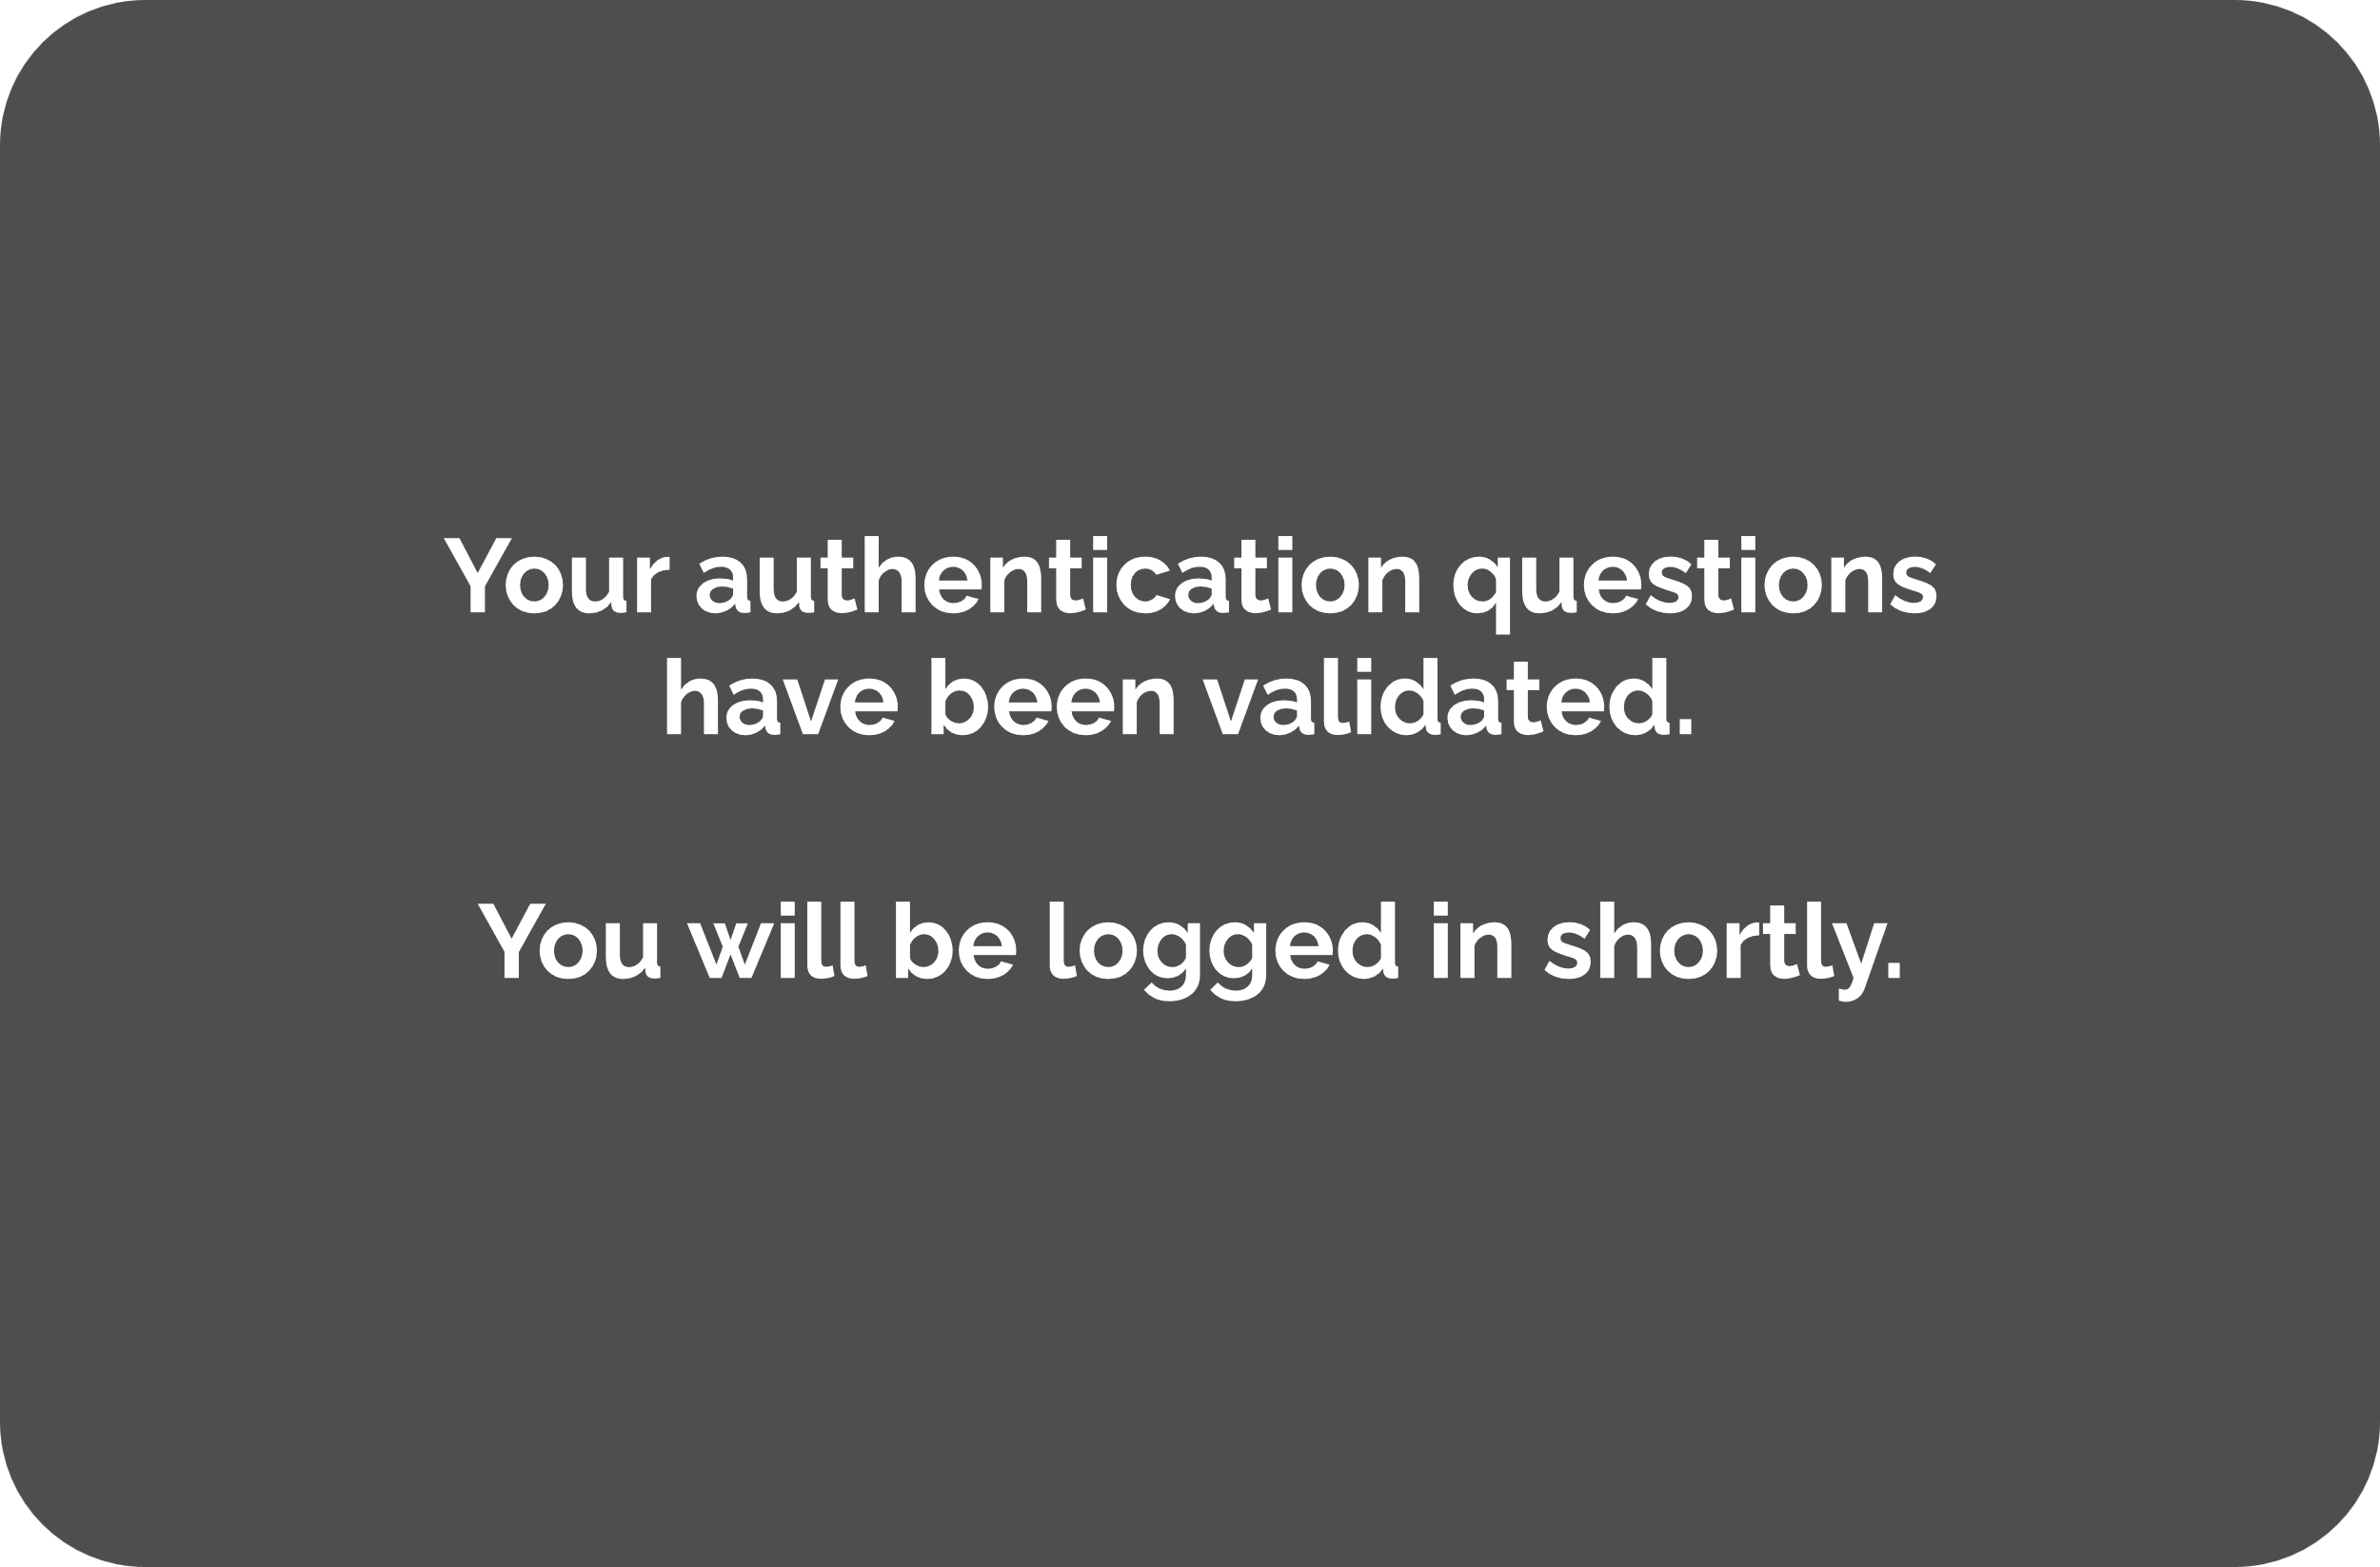 Your authentication questions
have been validated.
You will be logged in shortly.